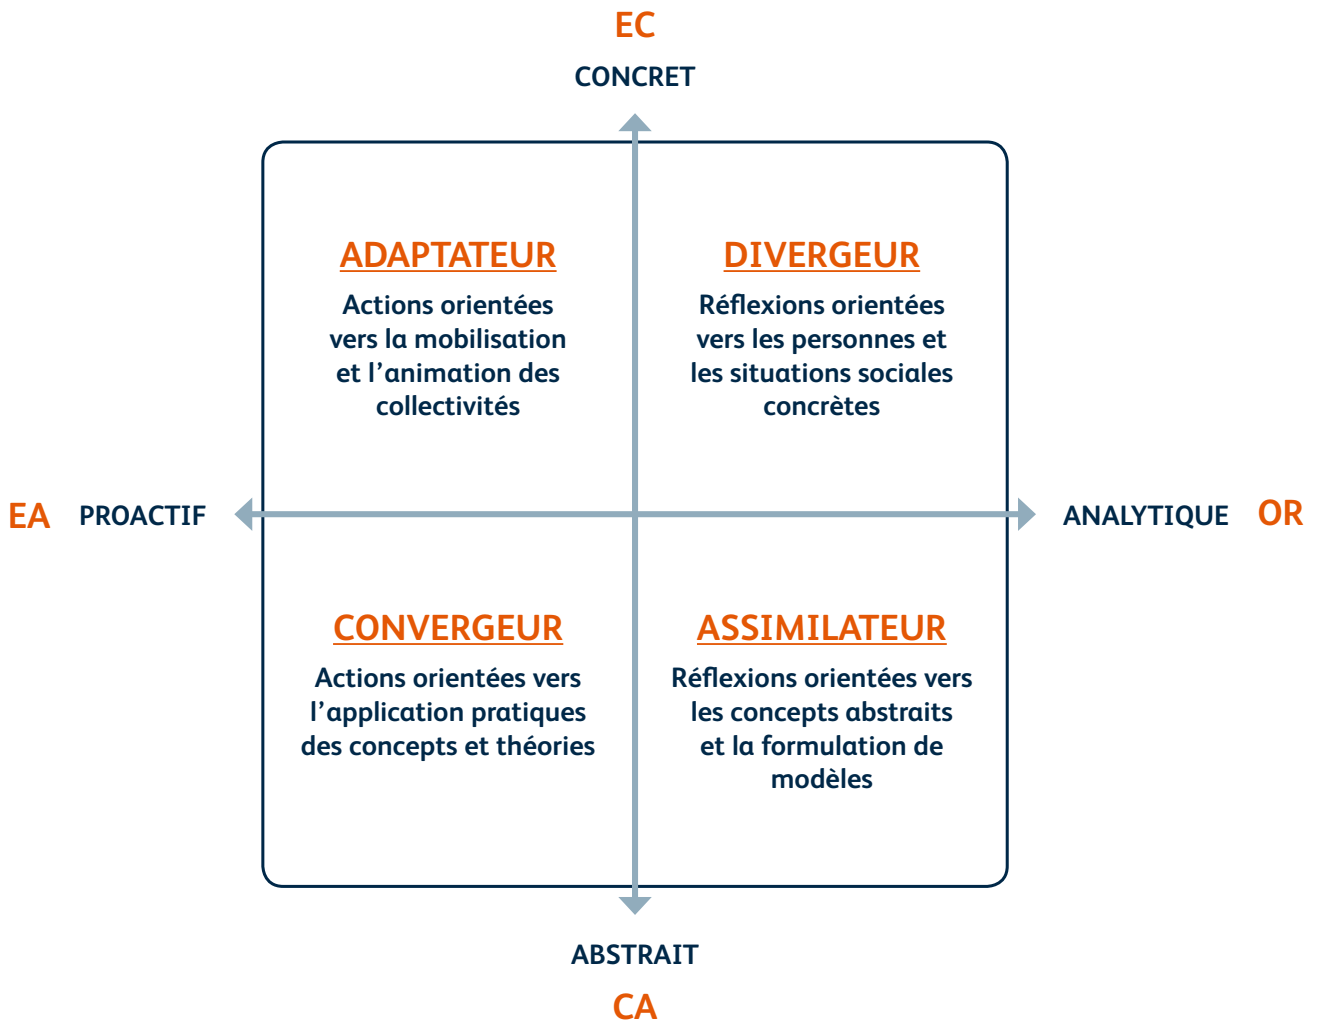 EC
CONCRET
ADAPTATEUR
Actions orientées
vers la mobilisation
et l’animation des
collectivités
DIVERGEUR
Réflexions orientées
vers les personnes et
les situations sociales
concrètes
EA PROACTIF
ANALYTIQUE OR
CONVERGEUR
Actions orientées vers
l’application pratiques
des concepts et théories
ASSIMILATEUR
Réflexions orientées vers
les concepts abstraits
et la formulation de
modèles
ABSTRAIT
CA